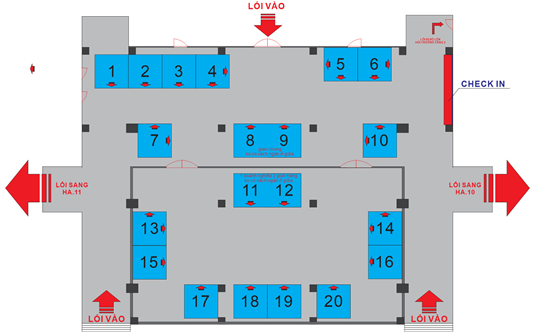 LỐI VÀO
1 2 3 4
5 6
CHECK IN
7
8 9
10
LỐI SANG
HA.11
LỐI SANG
HA.10
11 12
13
14
15
16
17
18 19
20
LỐI VÀO
LỐI VÀO